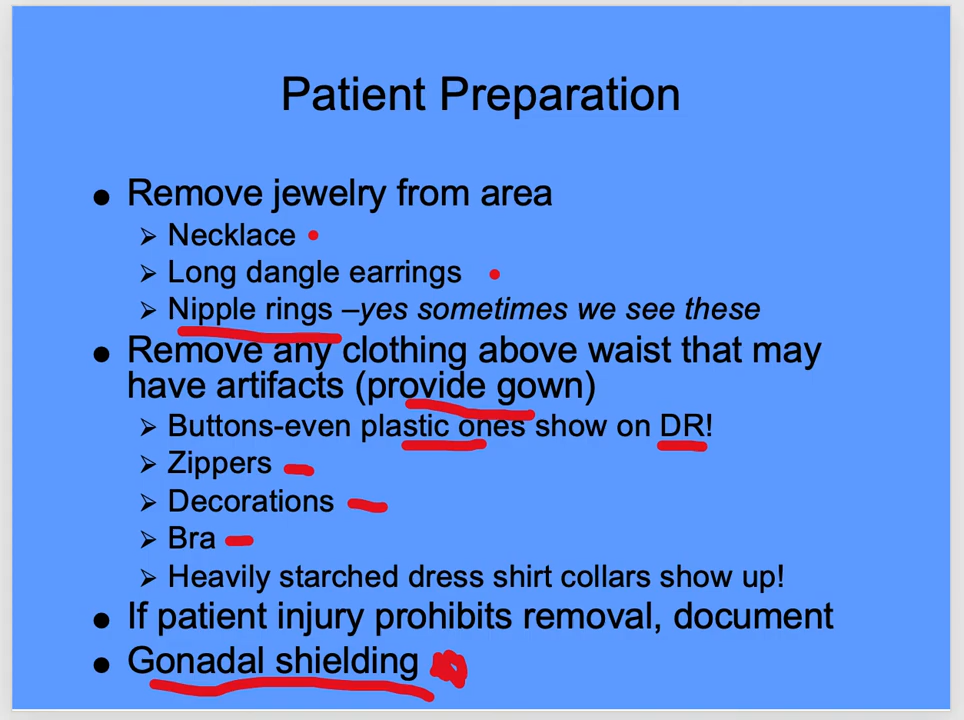 Patient Preparation
● Remove jewelry from area
➢ Necklace
➢ Long dangle earrings
➢ Nipple rings –yes sometimes we see these
● Remove any clothing above waist that may
have artifacts (provide gown)
➢ Buttons-even plastic ones show on DR!
➢ Zippers
➢ Decorations
➢ Bra
➢ Heavily starched dress shirt collars show up!
● If patient injury prohibits removal, document
● Gonadal shielding